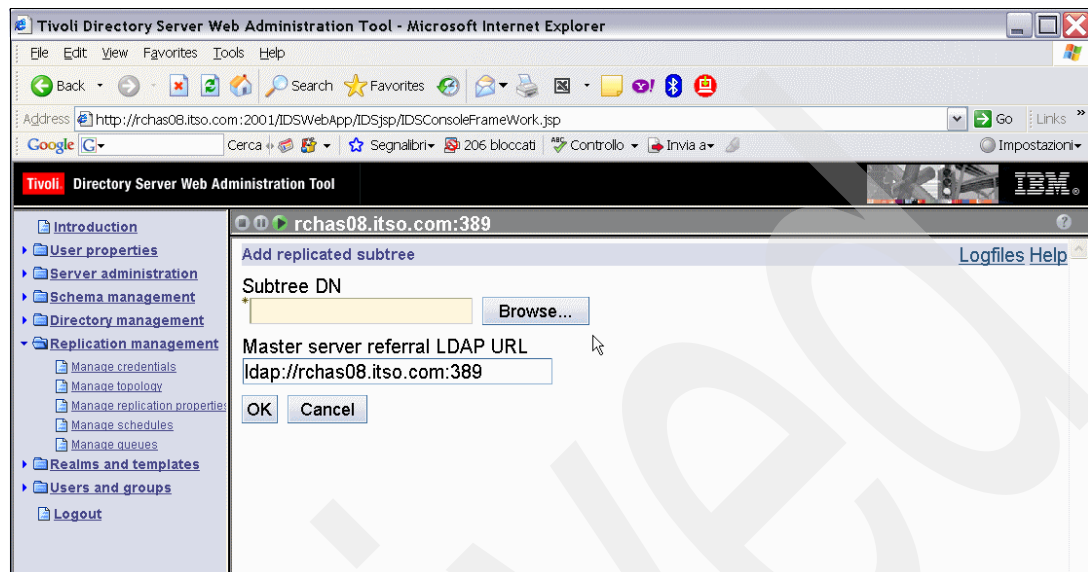 Tivoli Directory Server Web Administration Tool - Microsoft Internet Explorer
File Edit View Favorites Tools Help
Back Search Favorites
Address http://rchas08.itso.com:2001/IDSWebApp/IDSjsp/IDSConsoleFrameWork.jsp Go Links »
Google G Cerca Segnalibri 206 bloccati ABC Controllo Invia a Impostazioni
Tivoli. Directory Server Web Administration Tool IBM.
Introduction
rchas08.itso.com:389 ?
User properties
Add replicated subtree
Logfiles Help
Server administration
Schema management
Directory management
Replication management
Manage credentials
Manage topology
Manage replication properties
Manage schedules
Manage queues
Realms and templates
Users and groups
Logout
Subtree DN
* Browse...
Master server referral LDAP URL
ldap://rchas08.itso.com:389
OK Cancel